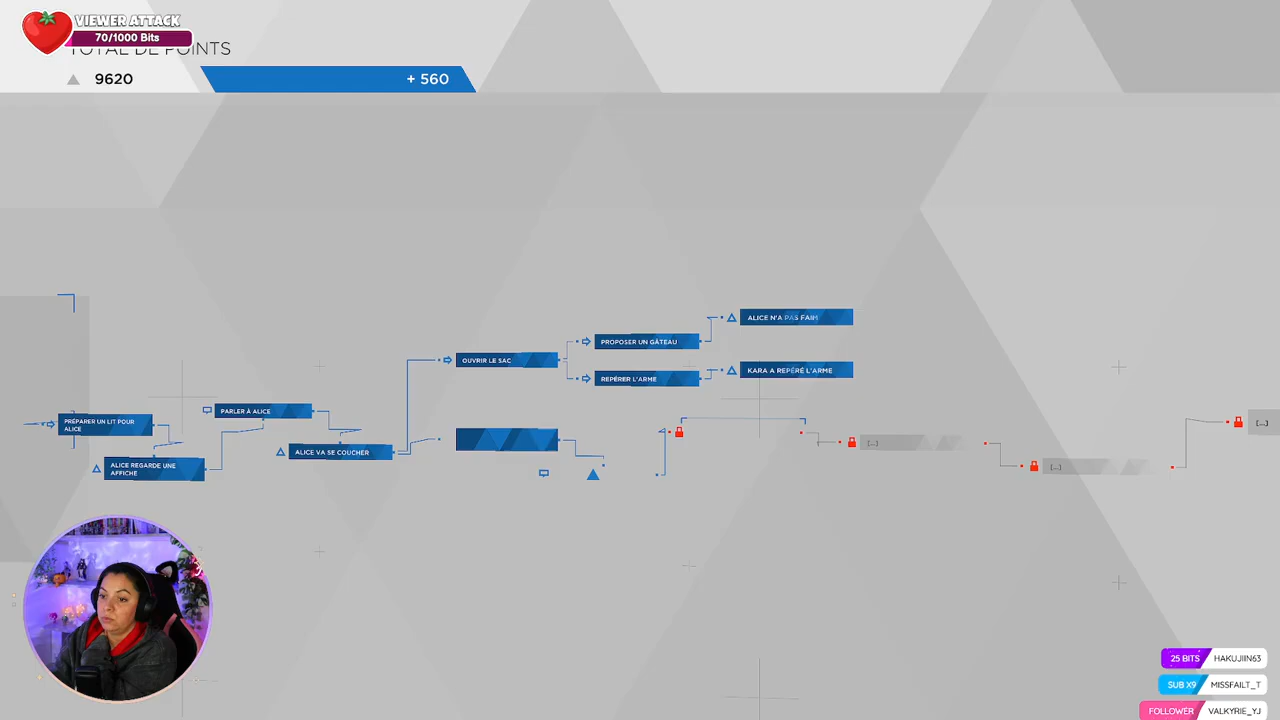 VIEWER ATTACK
70/1000 Bits
TOTAL DE POINTS
9620
+ 560
ALICE N'A PAS FAIM
PROPOSER UN GÂTEAU
OUVRIR LE SAC
KARA A REPÉRÉ L'ARME
REPÉRER L'ARME
PARLER À ALICE
PRÉPARER UN LIT POUR
ALICE
[...]
[...]
ALICE VA SE COUCHER
ALICE REGARDE UNE
AFFICHE
[...]
25 BITS HAKUJIIN63
SUB X9 MISSFAILT_T
FOLLOWER VALKYRIE_YJ